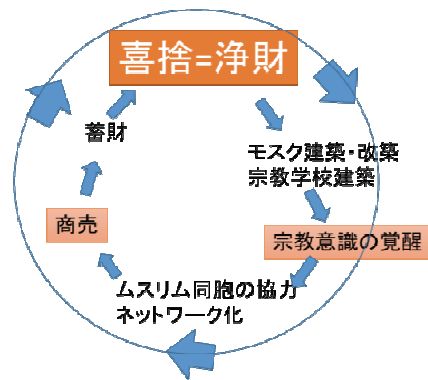 喜捨=浄財
蓄財
モスク建築・改築
宗教学校建築
商売
宗教意識の覚醒
ムスリム同胞の協力
ネットワーク化